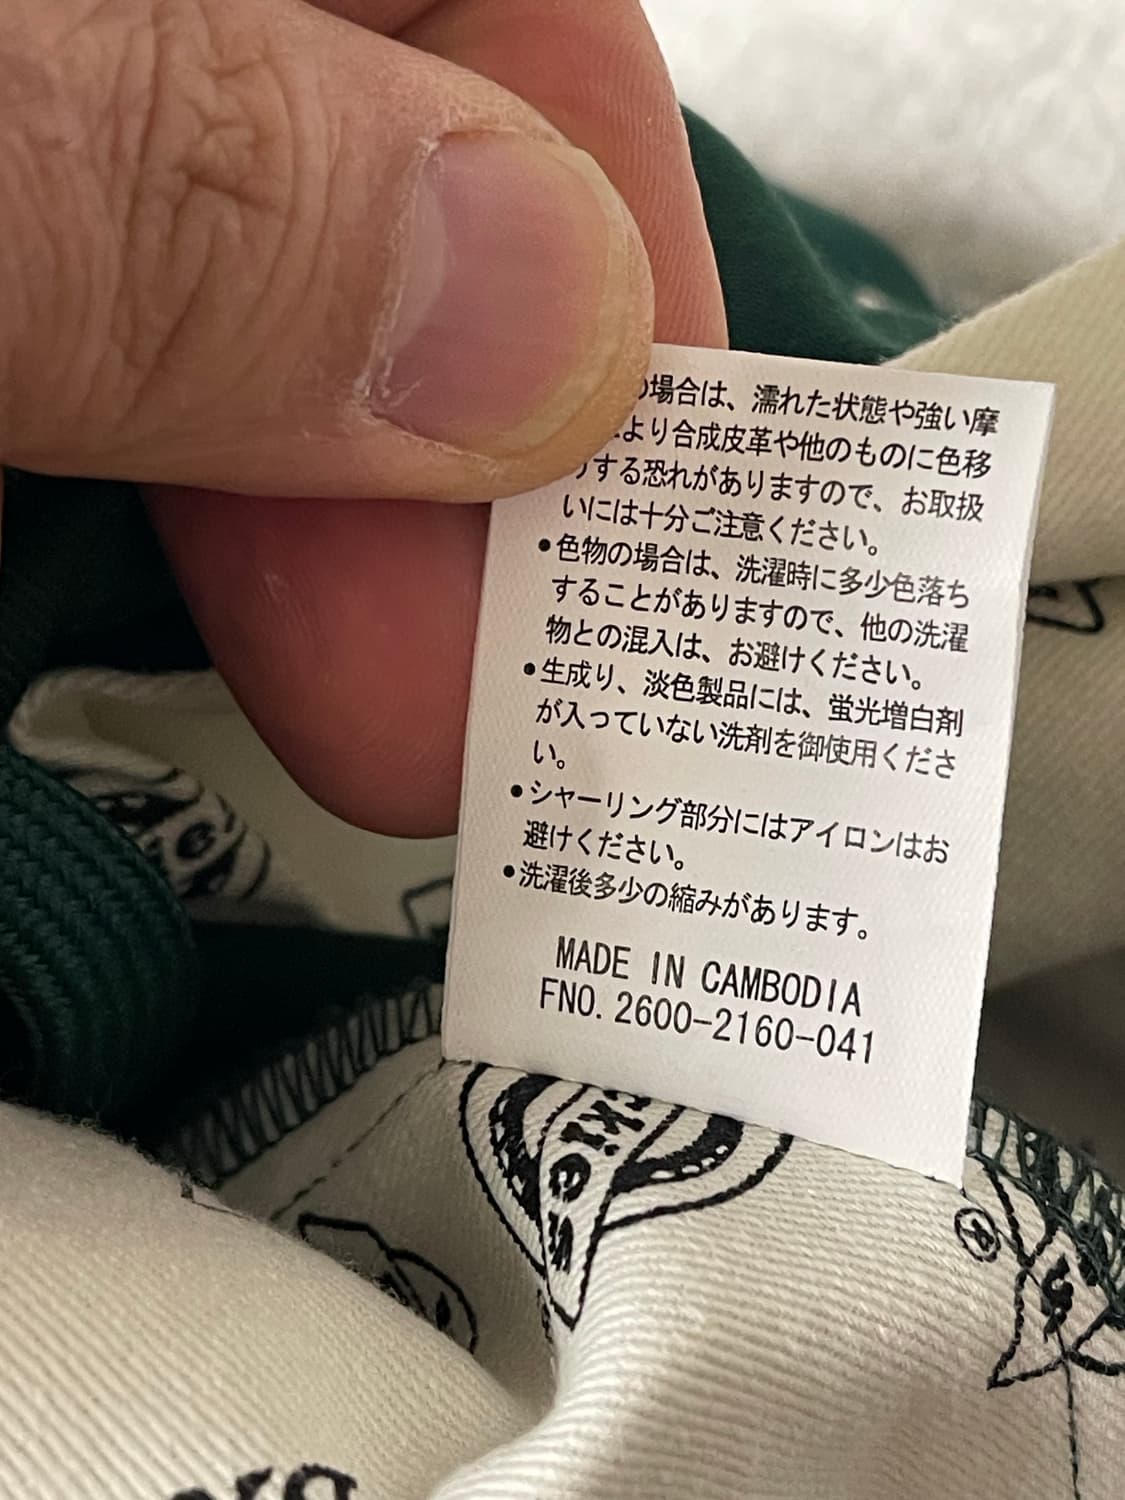 の場合は、濡れた状態や強い摩
より合成皮革や他のものに色移
りする恐れがありますので、お取扱
いには十分ご注意ください。
•色物の場合は、洗濯時に多少色落ち
することがありますので、他の洗濯
物との混入は、お避けください。
•生成り、淡色製品には、蛍光増白剤
が入っていない洗剤を御使用くださ
い。
•シャーリング部分にはアイロンはお
避けください。
•洗濯後多少の縮みがあります。
MADE IN CAMBODIA
FNO. 2600-2160-041
ckies
®